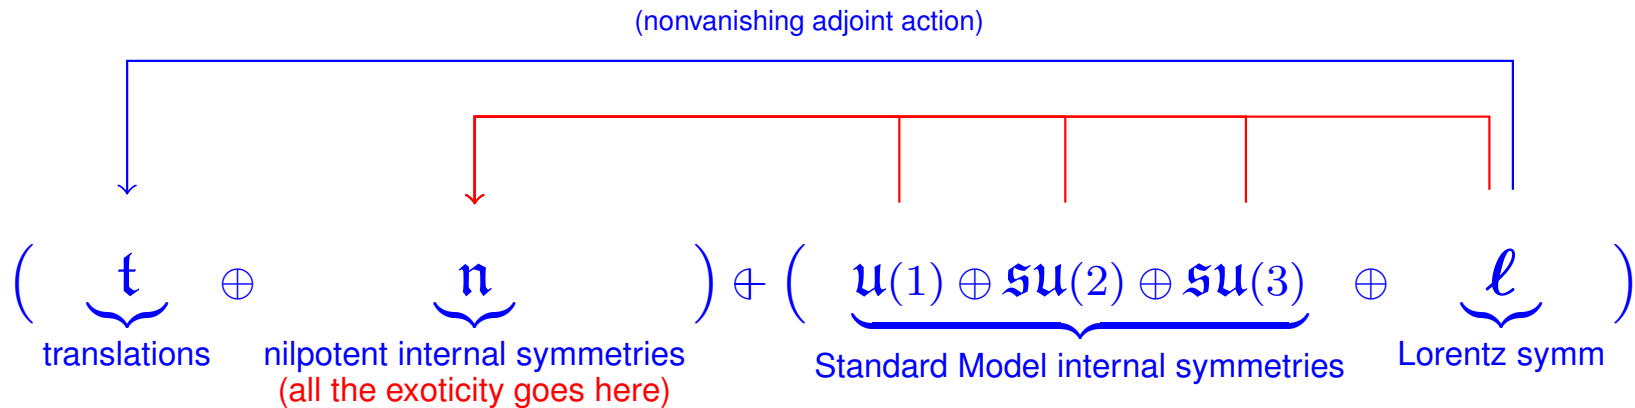 (nonvanishing adjoint action)
( 𝔱 ⊕ 𝔫 ) ⨭ ( 𝔲(1) ⊕ 𝔰𝔲(2) ⊕ 𝔰𝔲(3) ⊕ ℓ )
translations nilpotent internal symmetries Standard Model internal symmetries Lorentz symm
(all the exoticity goes here)